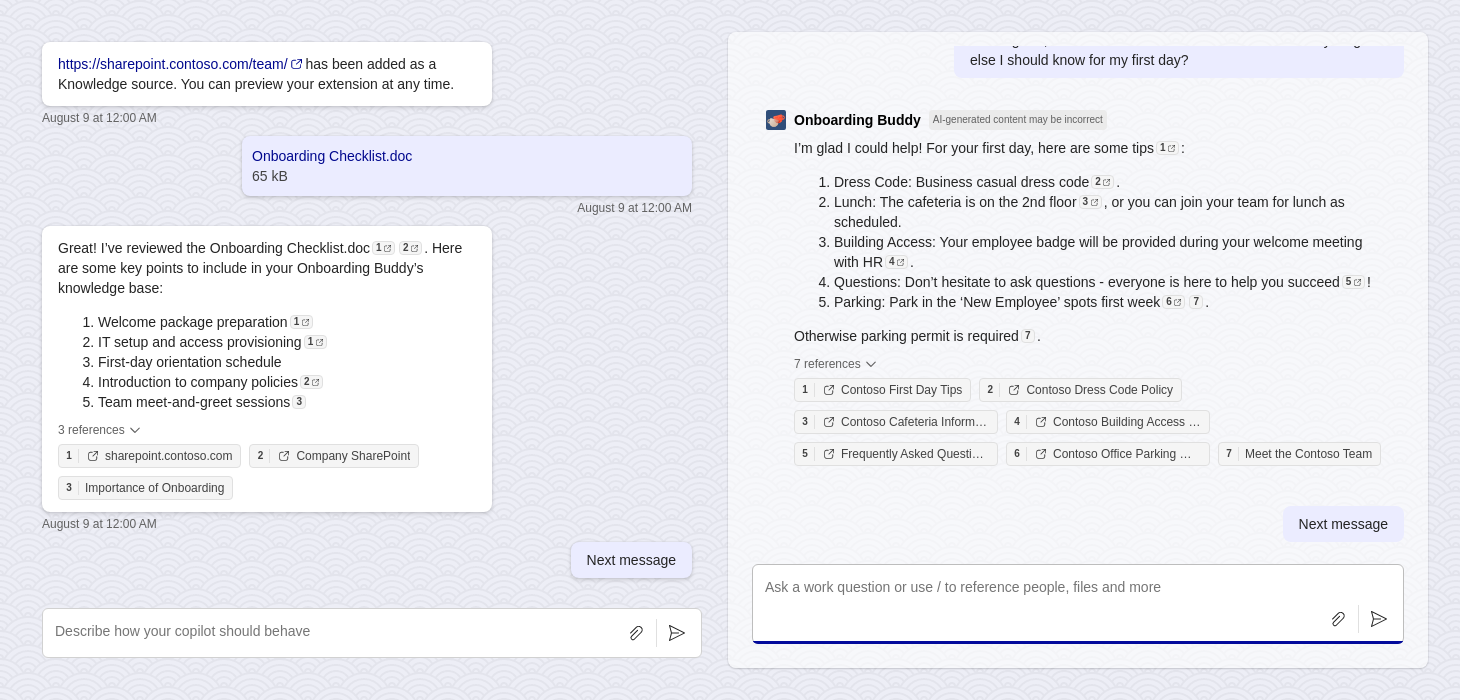 https://sharepoint.contoso.com/team/ has been added as a
Knowledge source. You can preview your extension at any time.
August 9 at 12:00 AM
Onboarding Checklist.doc
65 kB
August 9 at 12:00 AM
Great! I’ve reviewed the Onboarding Checklist.doc 1 2 . Here
are some key points to include in your Onboarding Buddy’s
knowledge base:
1. Welcome package preparation 1
2. IT setup and access provisioning 1
3. First-day orientation schedule
4. Introduction to company policies 2
5. Team meet-and-greet sessions 3
3 references
1 sharepoint.contoso.com 2 Company SharePoint
3 Importance of Onboarding
August 9 at 12:00 AM
Next message
Describe how your copilot should behave
else I should know for my first day?
Onboarding Buddy AI-generated content may be incorrect
I’m glad I could help! For your first day, here are some tips 1 :
1. Dress Code: Business casual dress code 2 .
2. Lunch: The cafeteria is on the 2nd floor 3 , or you can join your team for lunch as
scheduled.
3. Building Access: Your employee badge will be provided during your welcome meeting
with HR 4 .
4. Questions: Don’t hesitate to ask questions - everyone is here to help you succeed 5 !
5. Parking: Park in the ‘New Employee’ spots first week 6 7 .
Otherwise parking permit is required 7 .
7 references
1 Contoso First Day Tips 2 Contoso Dress Code Policy
3 Contoso Cafeteria Inform… 4 Contoso Building Access …
5 Frequently Asked Questi… 6 Contoso Office Parking … 7 Meet the Contoso Team
Next message
Ask a work question or use / to reference people, files and more